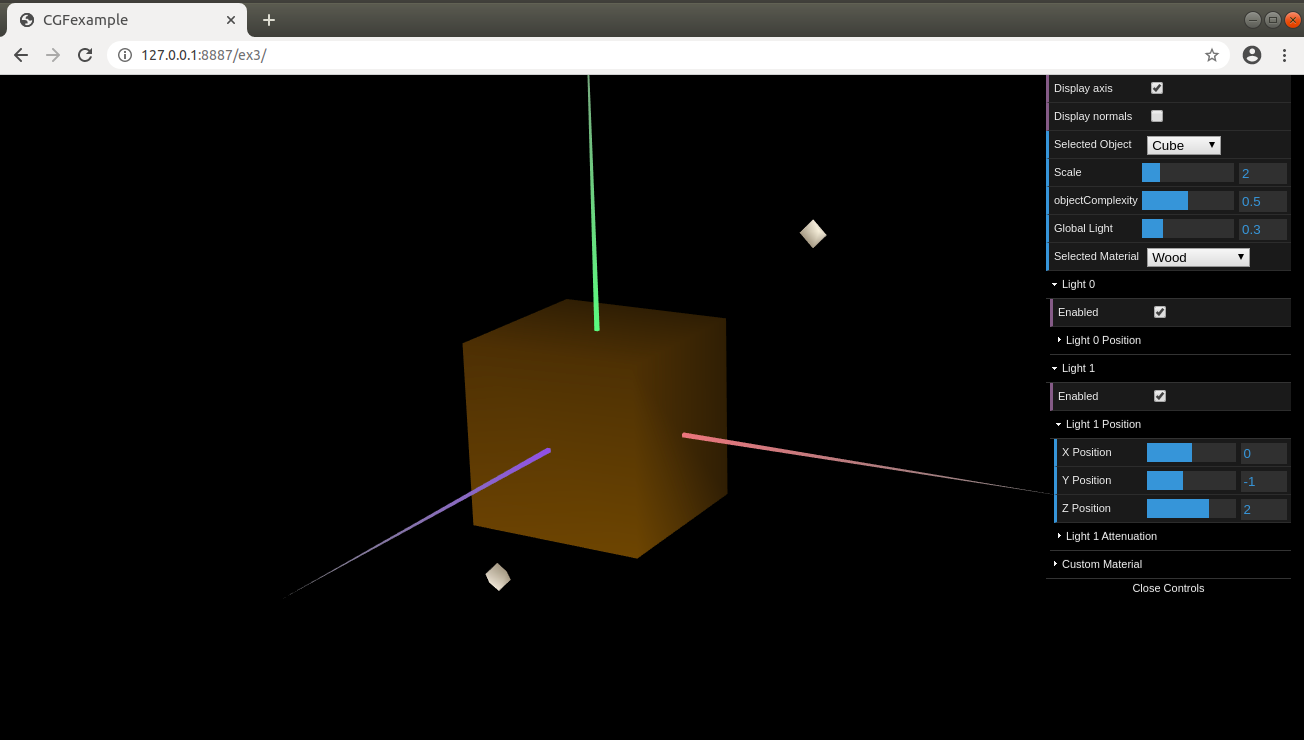 CGFexample
127.0.0.1:8887/ex3/
Display axis
Display normals
Selected Object Cube
Scale 2
objectComplexity 0.5
Global Light 0.3
Selected Material Wood
Light 0
Enabled
Light 0 Position
Light 1
Enabled
Light 1 Position
X Position 0
Y Position -1
Z Position 2
Light 1 Attenuation
Custom Material
Close Controls